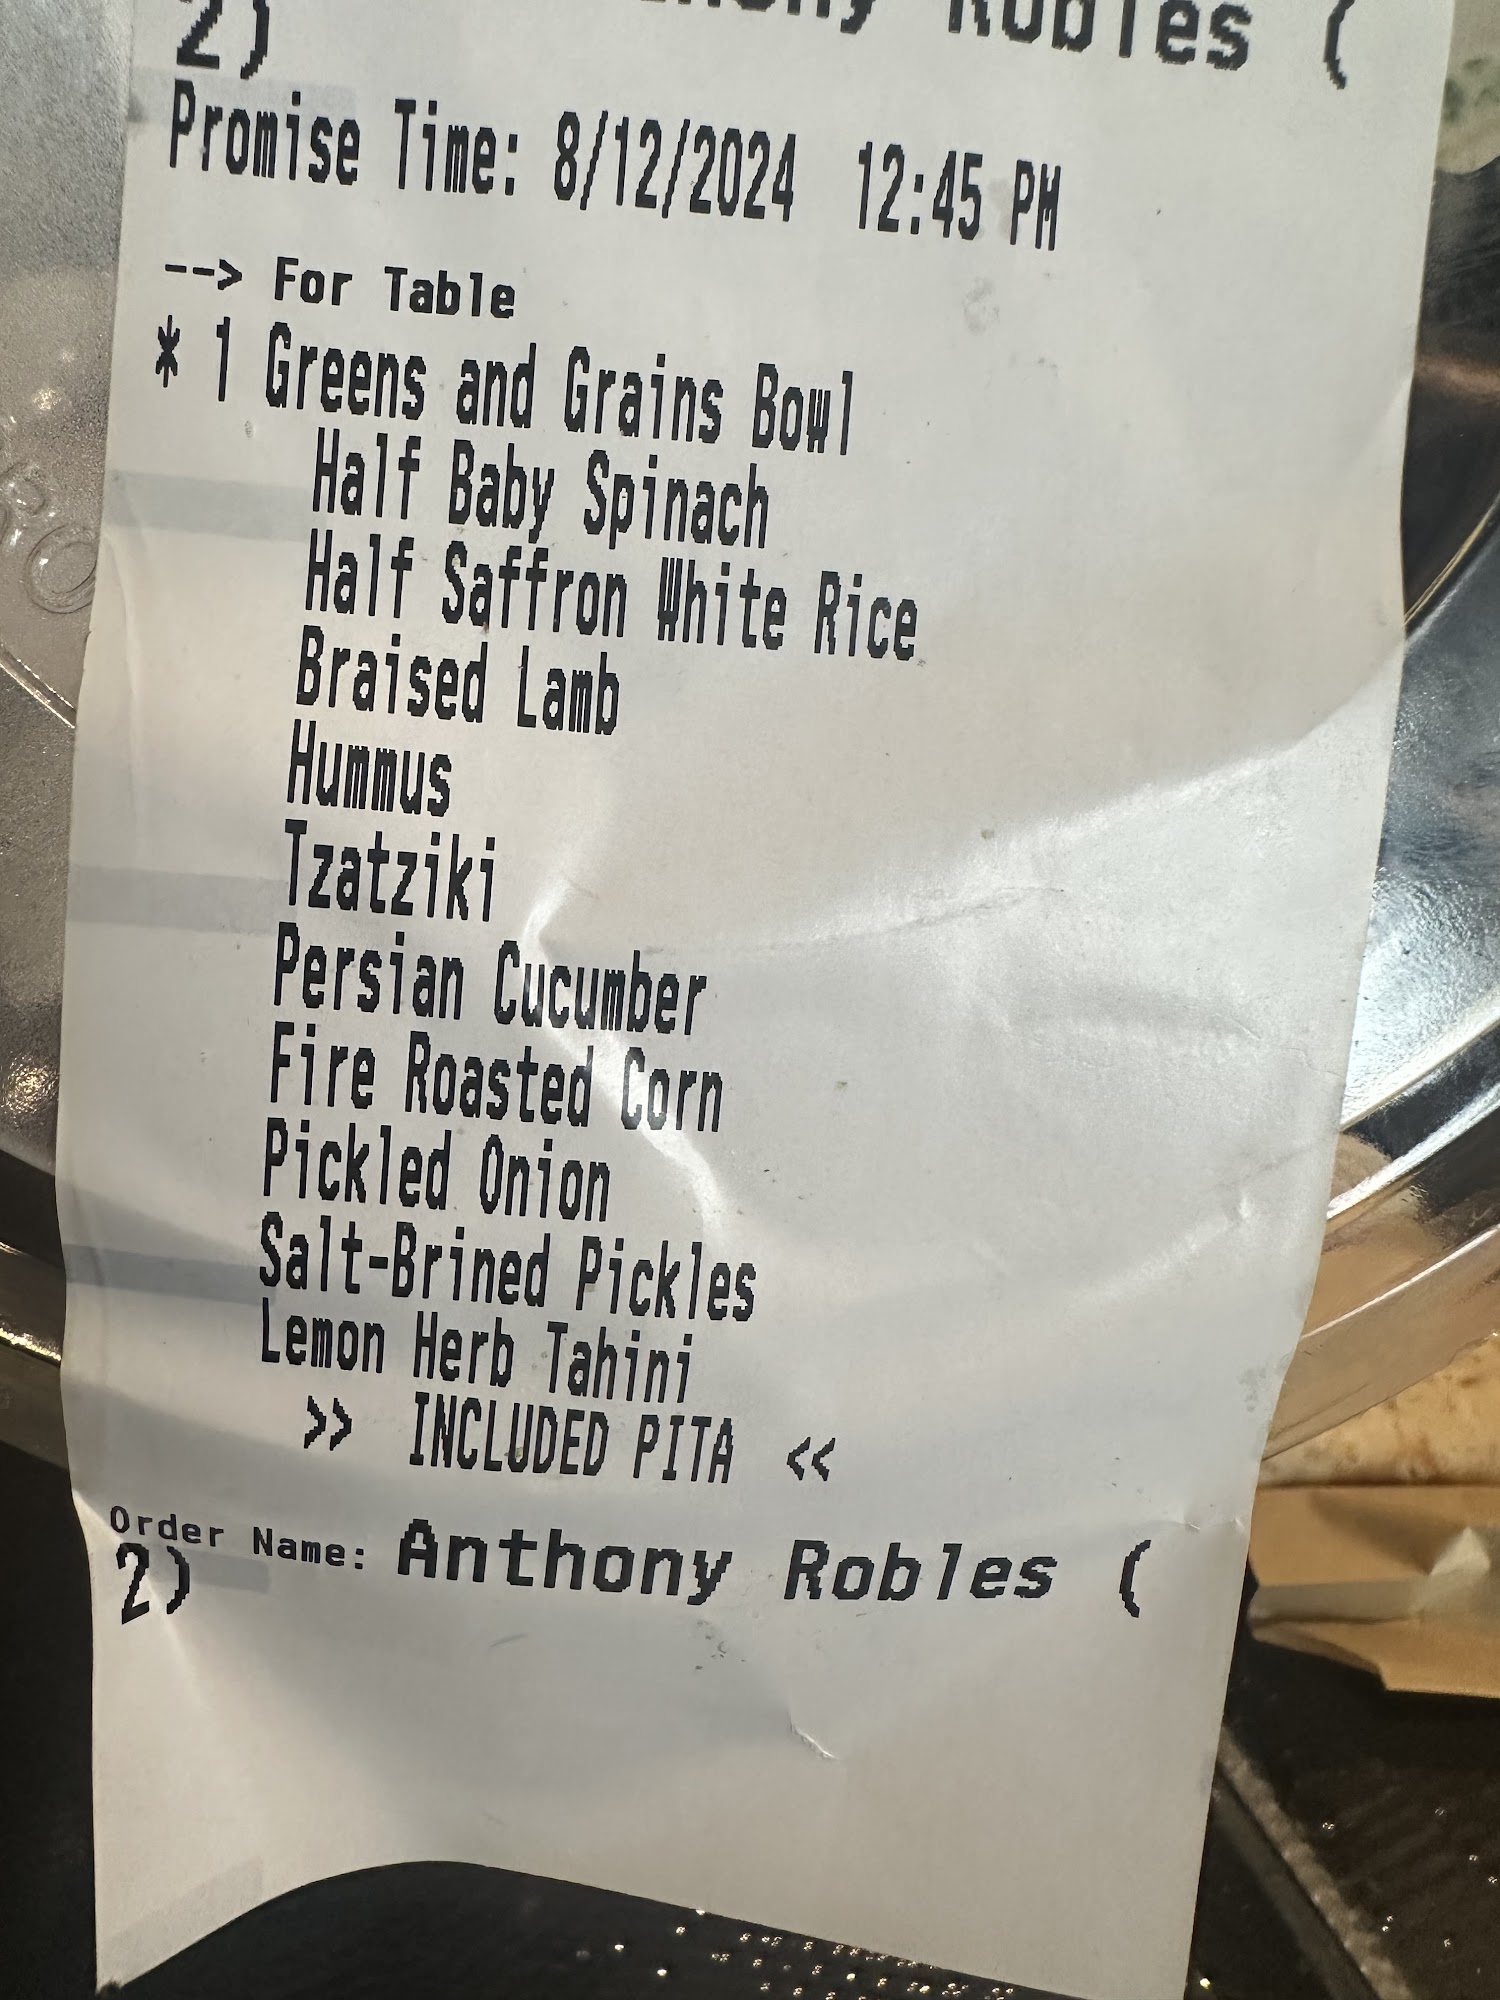 Robles (
2)
Promise Time: 8/12/2024 12:45 PM
--> For Table
* 1 Greens and Grains Bowl
Half Baby Spinach
Half Saffron White Rice
Braised Lamb
Hummus
Tzatziki
Persian Cucumber
Fire Roasted Corn
Pickled Onion
Salt-Brined Pickles
Lemon Herb Tahini
>> INCLUDED PITA <<
Order Name: Anthony Robles (
2)